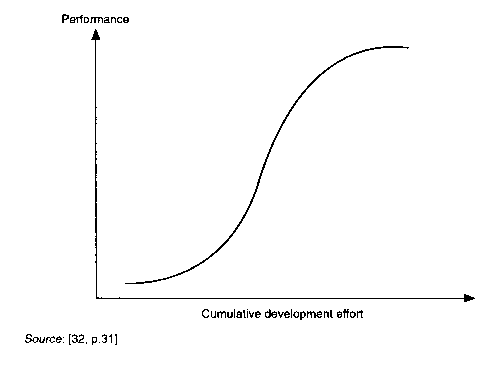 Performance
Cumulative development effort
Source: [32, p.31]